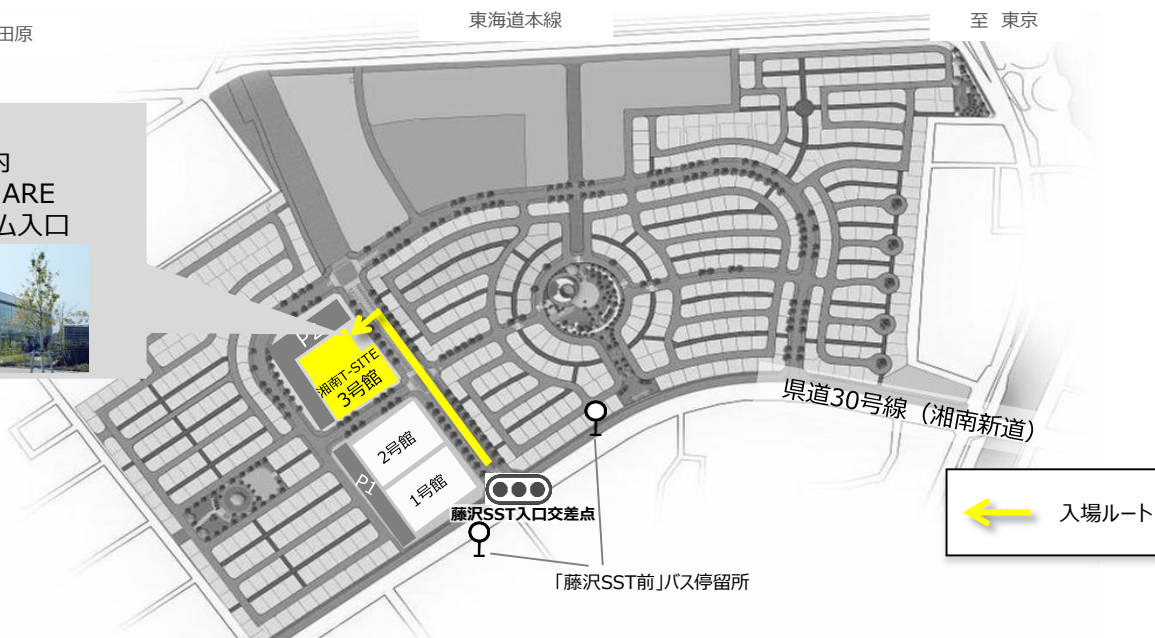 田原
東海道本線
至 東京
内
ARE
ム入口
P2
湘南T-SITE
3号館
2号館
1号館
P1
県道30号線（湘南新道）
藤沢SST入口交差点
「藤沢SST前」バス停留所
入場ルート